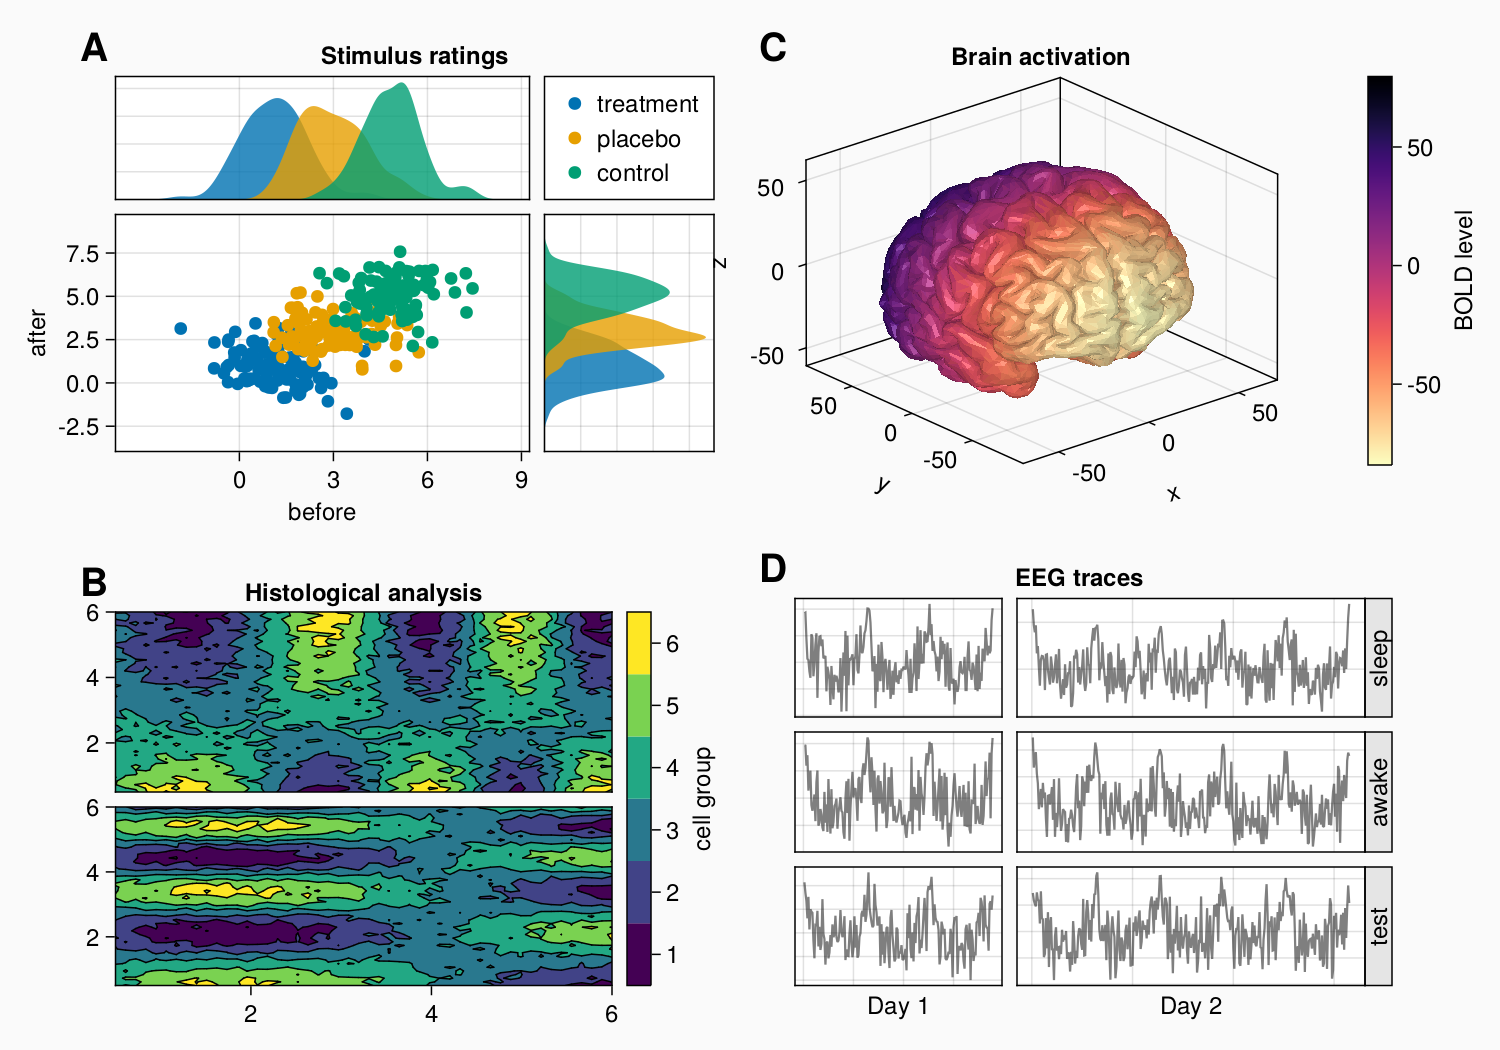 A
Stimulus ratings
treatment
placebo
control
7.5
5.0
2.5
0.0
-2.5
after
0
3
6
9
before
C
Brain activation
50
0
-50
z
50
0
-50
y
-50
0
50
x
50
0
-50
BOLD level
B
Histological analysis
6
4
2
6
4
2
2
4
6
6
5
4
3
2
1
cell group
D
EEG traces
sleep
awake
test
Day 1
Day 2